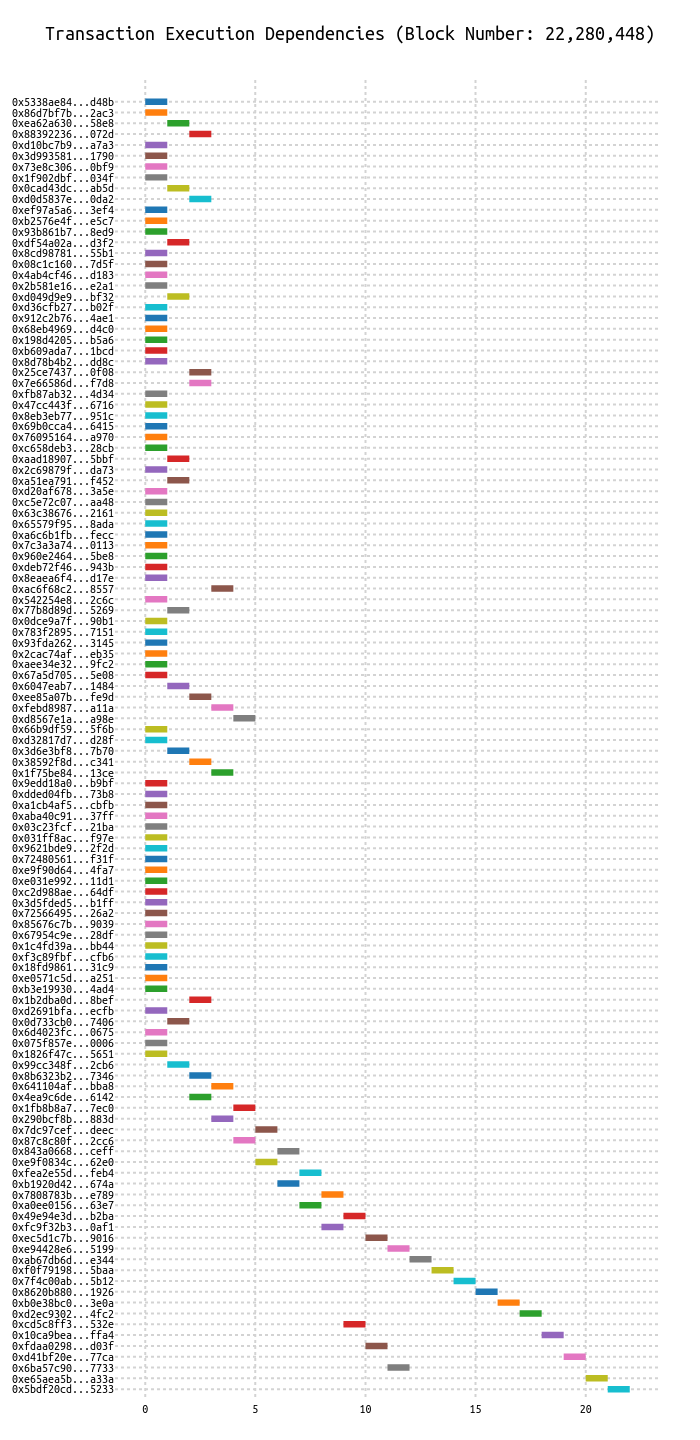 Transaction Execution Dependencies (Block Number: 22,280,448)
0x5338ae84...d48b
0x86d7bf7b...2ac3
0xea62a630...58e8
0x88392236...072d
0xd10bc7b9...a7a3
0x3d993581...1790
0x73e8c306...0bf9
0x1f902dbf...034f
0x0cad43dc...ab5d
0xd0d5837e...0da2
0xef97a5a6...3ef4
0xb2576e4f...e5c7
0x93b861b7...8ed9
0xdf54a02a...d3f2
0x8cd98781...55b1
0x08c1c160...7d5f
0x4ab4cf46...d183
0x2b581e16...e2a1
0xd049d9e9...bf32
0xd36cfb27...b02f
0x912c2b76...4ae1
0x68eb4969...d4c0
0x198d4205...b5a6
0xb609ada7...1bcd
0x8d78b4b2...dd8c
0x25ce7437...0f08
0x7e66586d...f7d8
0xfb87ab32...4d34
0x47cc443f...6716
0x8eb3eb77...951c
0x69b0cca4...6415
0x76095164...a970
0xc658deb3...28cb
0xaad18907...5bbf
0x2c69879f...da73
0xa51ea791...f452
0xd20af678...3a5e
0xc5e72c07...aa48
0x63c38676...2161
0x65579f95...8ada
0xa6c6b1fb...fecc
0x7c3a3a74...0113
0x960e2464...5be8
0xdeb72f46...943b
0x8eaea6f4...d17e
0xac6f68c2...8557
0x542254e8...2c6c
0x77b8d89d...5269
0x0dce9a7f...90b1
0x783f2895...7151
0x93fda262...3145
0x2cac74af...eb35
0xaee34e32...9fc2
0x67a5d705...5e08
0x6047eab7...1484
0xee85a07b...fe9d
0xfebd8987...a11a
0xd8567e1a...a98e
0x66b9df59...5f6b
0xd32817d7...d28f
0x3d6e3bf8...7b70
0x38592f8d...c341
0x1f75be84...13ce
0x9edd18a0...b9bf
0xdded04fb...73b8
0xa1cb4af5...cbfb
0xaba40c91...37ff
0x03c23fcf...21ba
0x031ff8ac...f97e
0x9621bde9...2f2d
0x72480561...f31f
0xe9f90d64...4fa7
0xe031e992...11d1
0xc2d988ae...64df
0x3d5fded5...b1ff
0x72566495...26a2
0x85676c7b...9039
0x67954c9e...28df
0x1c4fd39a...bb44
0xf3c89fbf...cfb6
0x18fd9861...31c9
0xe0571c5d...a251
0xb3e19930...4ad4
0x1b2dba0d...8bef
0xd2691bfa...ecfb
0x0d733cb0...7406
0x6d4023fc...0675
0x075f857e...0006
0x1826f47c...5651
0x99cc348f...2cb6
0x8b6323b2...7346
0x641104af...bba8
0x4ea9c6de...6142
0x1fb8b8a7...7ec0
0x290bcf8b...883d
0x7dc97cef...deec
0x87c8c80f...2cc6
0x843a0668...ceff
0xe9f0834c...62e0
0xfea2e55d...feb4
0xb1920d42...674a
0x7808783b...e789
0xa0ee0156...63e7
0x49e94e3d...b2ba
0xfc9f32b3...0af1
0xec5d1c7b...9016
0xe94428e6...5199
0xab67db6d...e344
0xf0f79198...5baa
0x7f4c00ab...5b12
0x8620b880...1926
0xb0e38bc0...3e0a
0xd2ec9302...4fc2
0xcd5c8ff3...532e
0x10ca9bea...ffa4
0xfdaa0298...d03f
0xd41bf20e...77ca
0x6ba57c90...7733
0xe65aea5b...a33a
0x5bdf20cd...5233
0 5 10 15 20